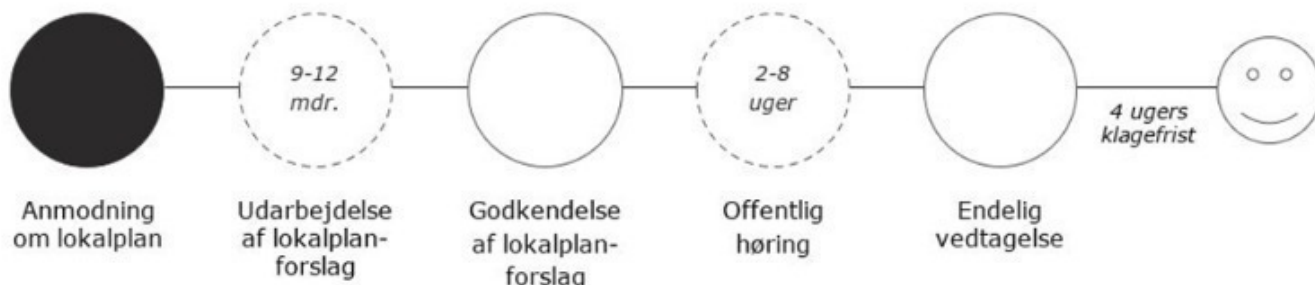 9-12
mdr.
2-8
uger
4 ugers
klagefrist
Anmodning
om lokalplan
Udarbejdelse
af lokalplan-
forslag
Godkendelse
af lokalplan-
forslag
Offentlig
høring
Endelig
vedtagelse